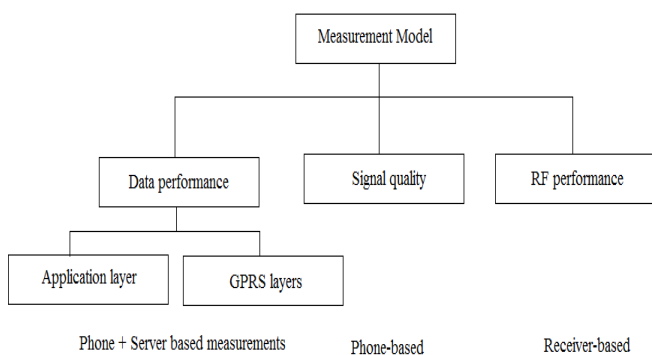 Measurement Model
Data performance
Signal quality
RF performance
Application layer
GPRS layers
Phone + Server based measurements
Phone-based
Receiver-based